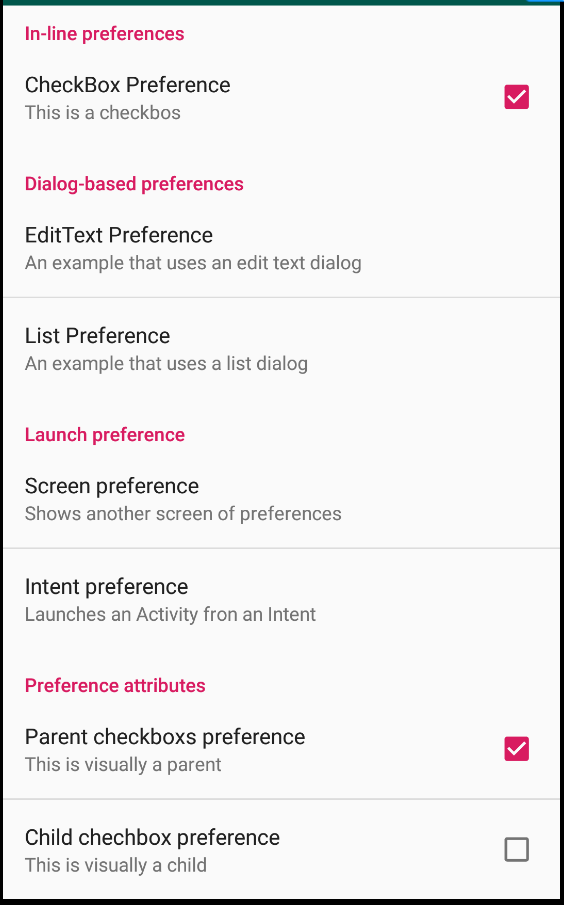 In-line preferences
CheckBox Preference
This is a checkbos
Dialog-based preferences
EditText Preference
An example that uses an edit text dialog
List Preference
An example that uses a list dialog
Launch preference
Screen preference
Shows another screen of preferences
Intent preference
Launches an Activity fron an Intent
Preference attributes
Parent checkboxs preference
This is visually a parent
Child chechbox preference
This is visually a child